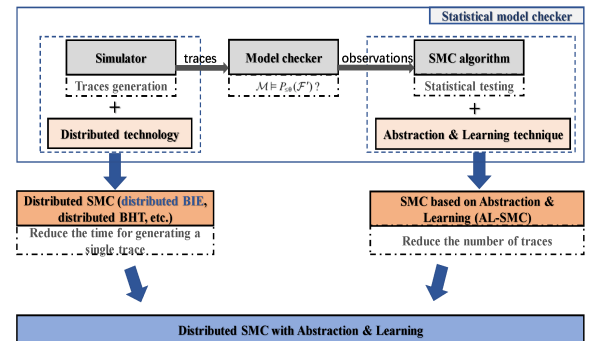 Statistical model checker
Simulator
traces
Model checker
observations
SMC algorithm
Traces generation
ℳ ⊨ P≥θ(ℱ) ?
Statistical testing
+
+
Distributed technology
Abstraction & Learning technique
Distributed SMC (distributed BIE,
distributed BHT, etc.)
SMC based on Abstraction &
Learning (AL-SMC)
Reduce the time for generating a
single trace
Reduce the number of traces
Distributed SMC with Abstraction & Learning